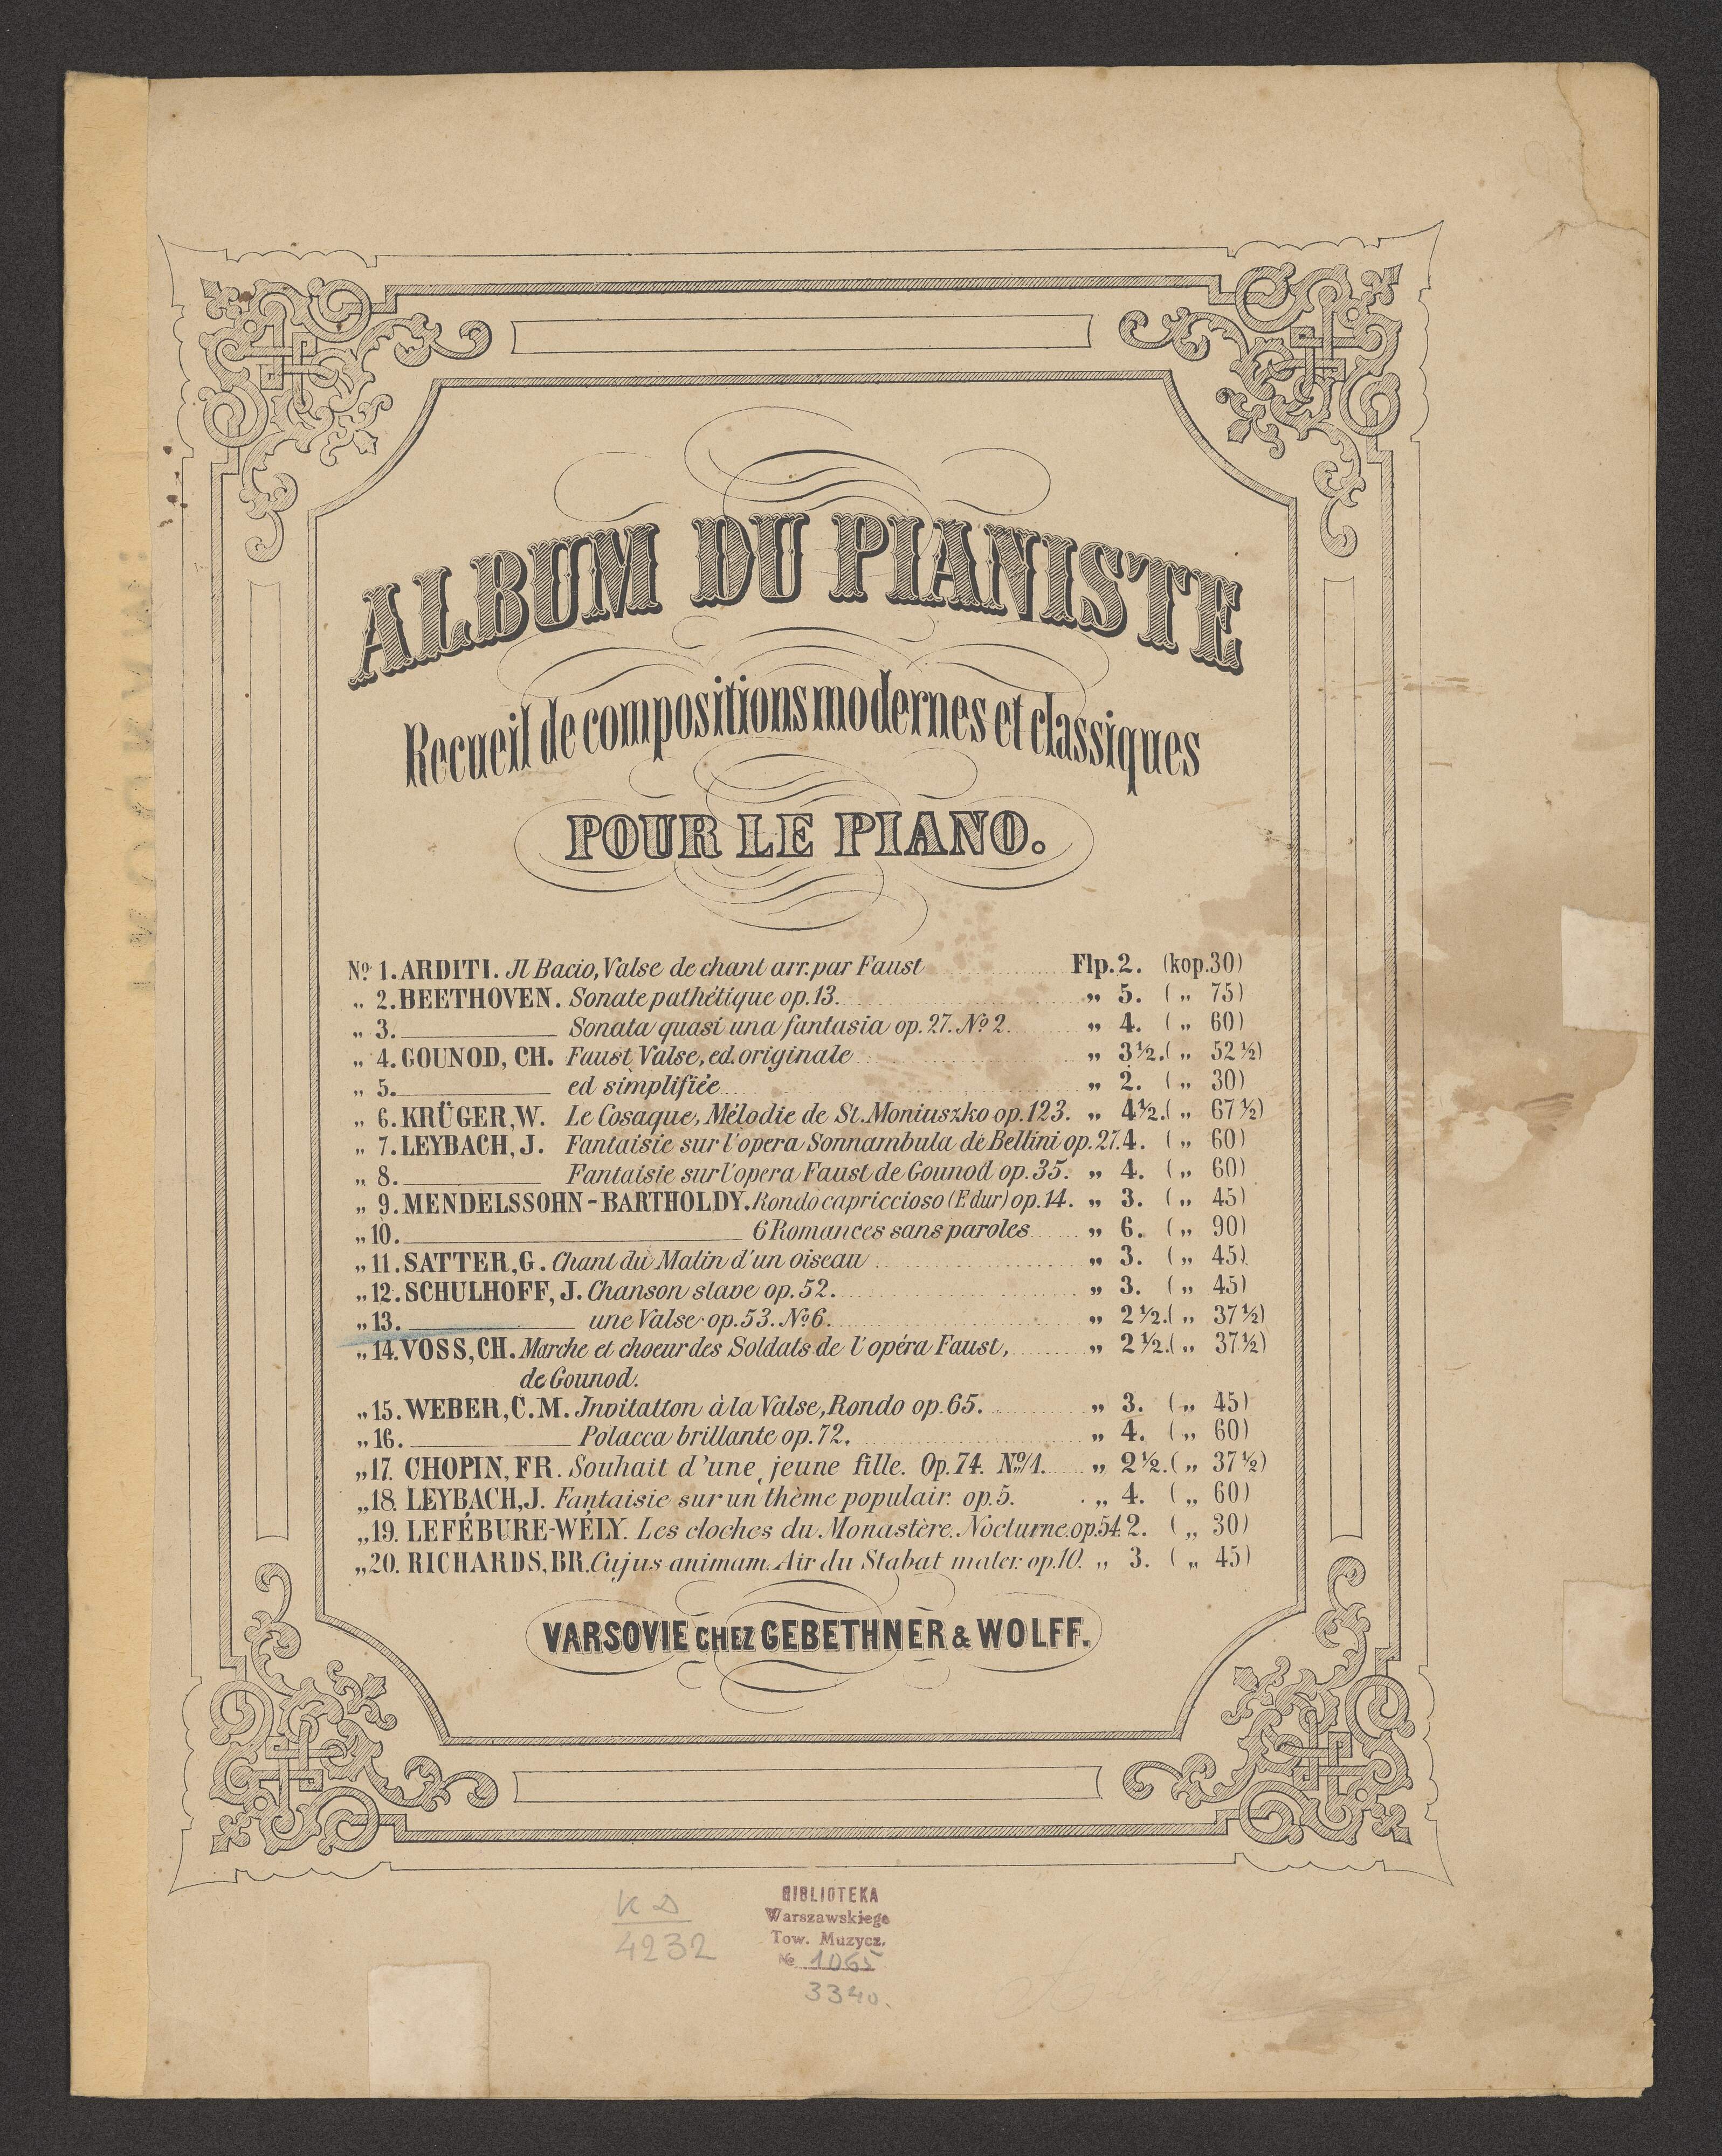 ALBUM DU PIANISTE
Recueil de compositions modernes et classiques
POUR LE PIANO.
Nº 1. ARDITI. Il Bacio, Valse de chant arr. par Faust Flp. 2. (kop. 30)
„ 2. BEETHOVEN. Sonate pathétique op. 13. „ 5. ( „ 75)
„ 3. Sonata quasi una fantasia op. 27. Nº 2. „ 4. ( „ 60)
„ 4. GOUNOD, CH. Faust, Valse, ed. originale „ 3½. ( „ 52½)
„ 5. ed simplifiée „ 2. ( „ 30)
„ 6. KRÜGER, W. Le Cosaque, Mélodie de St. Moniuszko op. 123. „ 4½. ( „ 67½)
„ 7. LEYBACH, J. Fantaisie sur l'opera Sonnambula de Bellini op. 27. 4. ( „ 60)
„ 8. Fantaisie sur l'opera Faust de Gounod op. 35. „ 4. ( „ 60)
„ 9. MENDELSSOHN-BARTHOLDY. Rondo capriccioso (E dur) op. 14. „ 3. ( „ 45)
„ 10. 6 Romances sans paroles „ 6. ( „ 90)
„ 11. SATTER, G. Chant du Matin d'un oiseau „ 3. ( „ 45)
„ 12. SCHULHOFF, J. Chanson slave op. 52. „ 3. ( „ 45)
„ 13. une Valse op. 53. Nº 6. „ 2½. ( „ 37½)
„ 14. VOSS, CH. Marche et choeur des Soldats de l'opéra Faust, „ 2½. ( „ 37½)
de Gounod.
„ 15. WEBER, C. M. Invitation à la Valse, Rondo op. 65. „ 3. ( „ 45)
„ 16. Polacca brillante op. 72. „ 4. ( „ 60)
„ 17. CHOPIN, FR. Souhait d'une jeune fille. Op. 74. Nº 1. „ 2½. ( „ 37½)
„ 18. LEYBACH, J. Fantaisie sur un thème populair. op. 5. „ 4. ( „ 60)
„ 19. LEFÉBURE-WÉLY. Les cloches du Monastère. Nocturne. op. 54. 2. ( „ 30)
„ 20. RICHARDS, BR. Cujus animam. Air du Stabat mater. op. 10. „ 3. ( „ 45)
VARSOVIE CHEZ GEBETHNER & WOLFF.
K D
4232
BIBLIOTEKA
Warszawskiego
Tow. Muzycz.
№ 1065
3340.